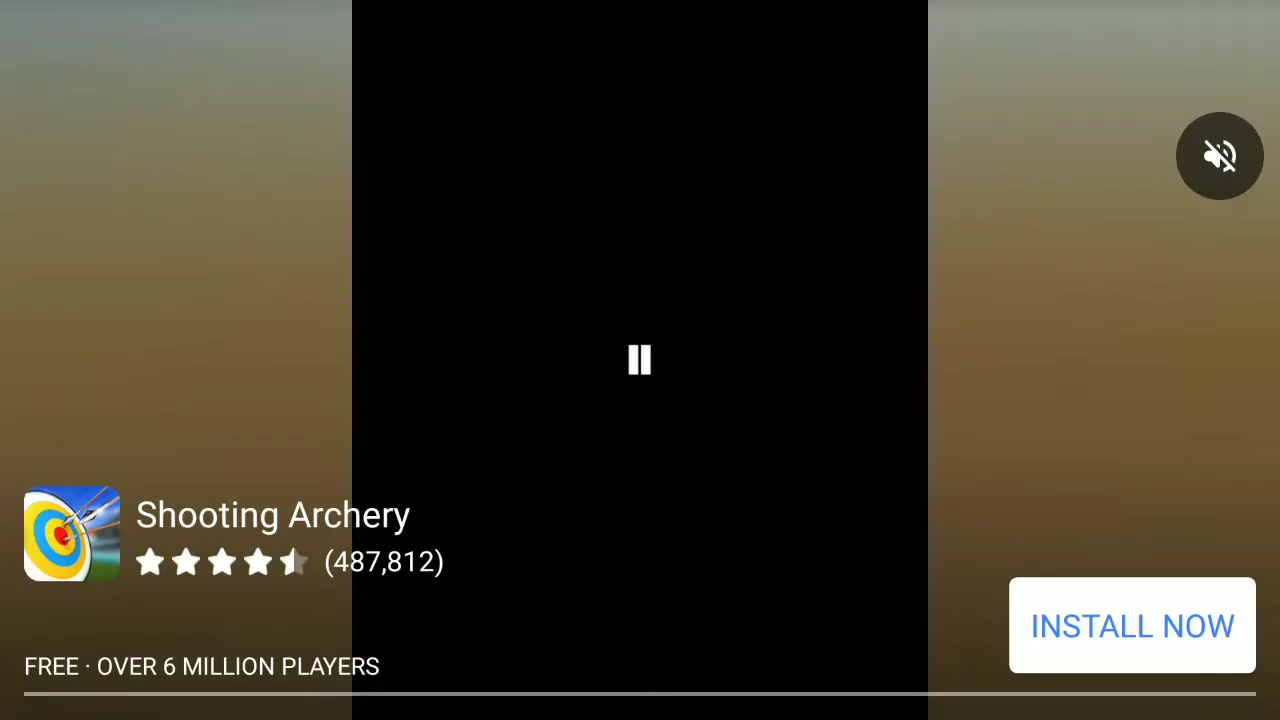 Shooting Archery
(487,812)
INSTALL NOW
FREE · OVER 6 MILLION PLAYERS